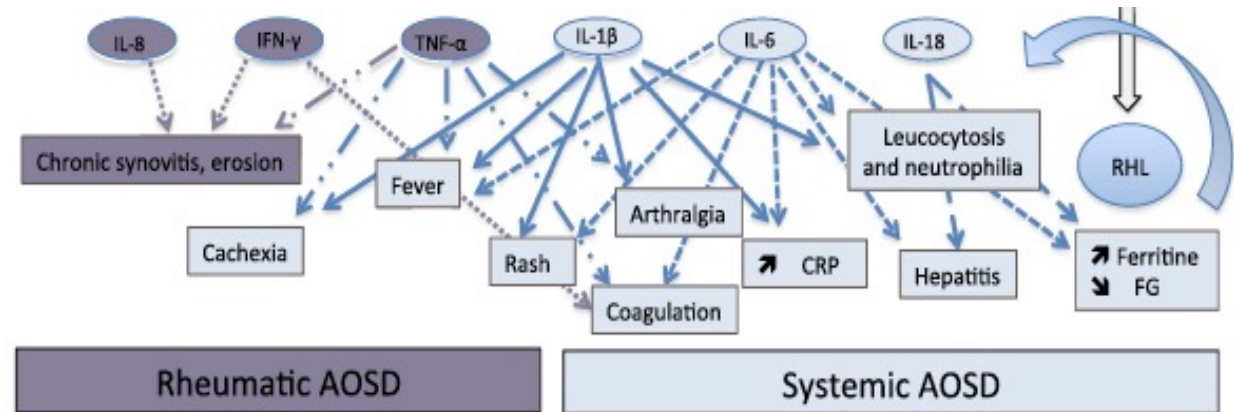 IL-8
IFN-γ
TNF-α
IL-1β
IL-6
IL-18
Chronic synovitis, erosion
Fever
Leucocytosis
and neutrophilia
RHL
Cachexia
Rash
Arthralgia
↗ CRP
Hepatitis
↗ Ferritine
↘ FG
Coagulation
Rheumatic AOSD
Systemic AOSD